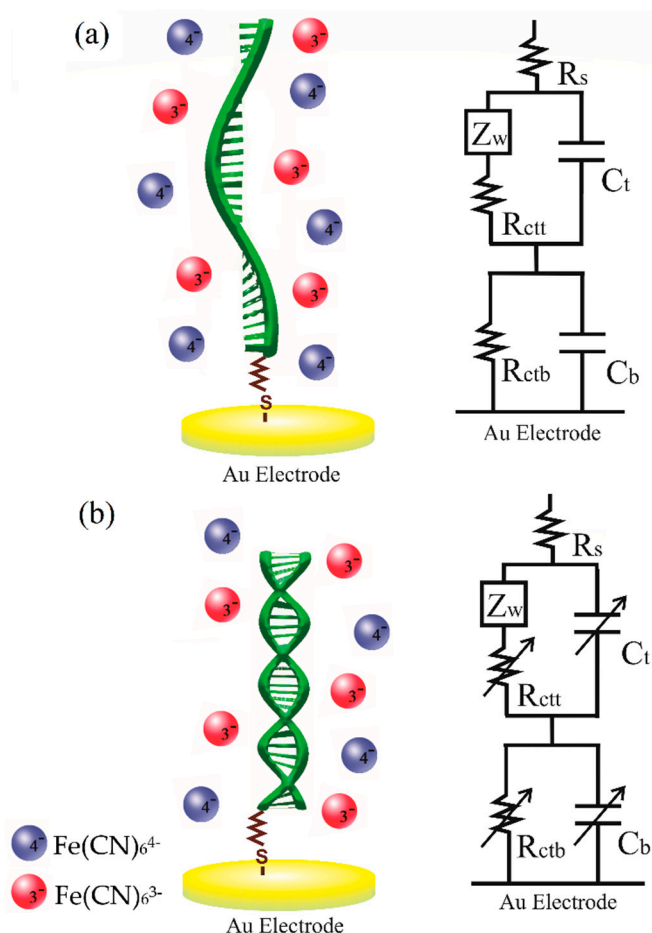 (a)
4-
3-
Rs
4-
3-
Zw
Ct
3-
4-
Rctt
4-
3-
3-
4-
4-
Rctb
Cb
S
Au Electrode
Au Electrode
(b)
4-
3-
Rs
3-
Zw
4-
Ct
3-
Rctt
3-
4-
4-
3-
Rctb
Cb
4- Fe(CN)₆⁴⁻
S
3- Fe(CN)₆³⁻
Au Electrode
Au Electrode